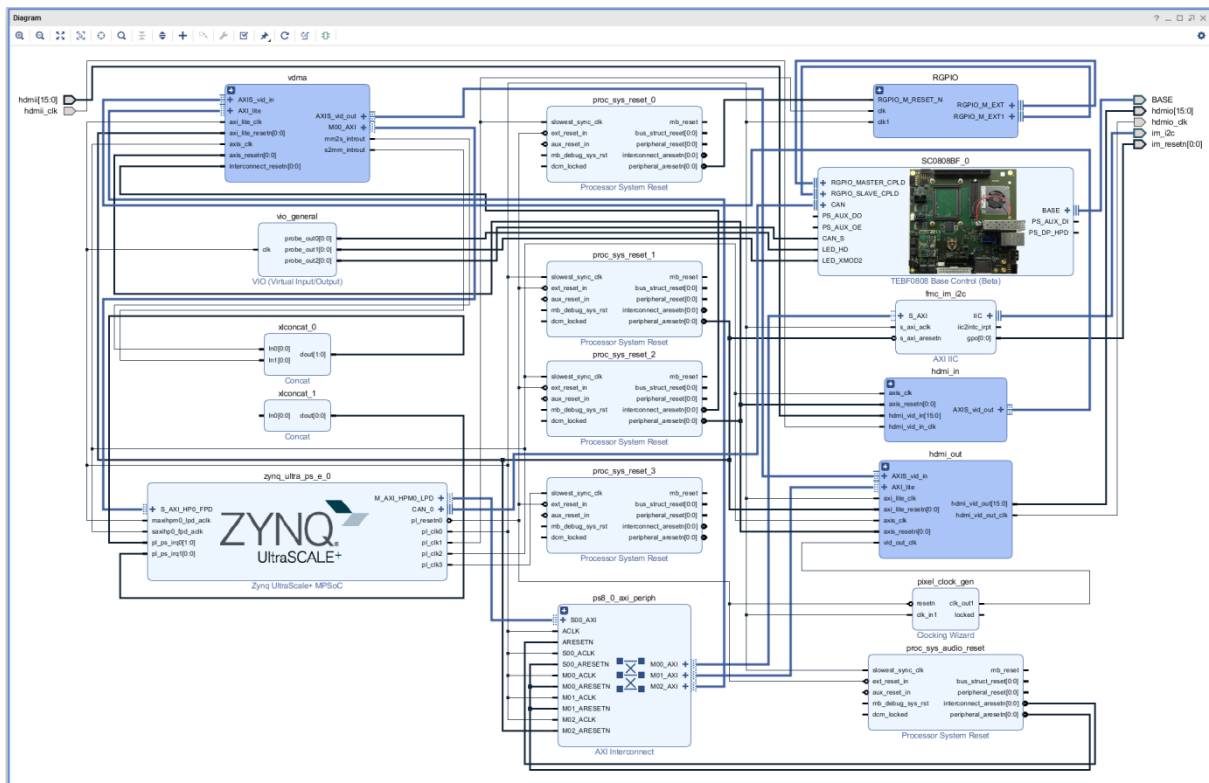 Diagram
hdmii[15:0]
hdmii_clk
vdma
AXIS_vid_in
AXI_lite
axi_lite_clk
axi_lite_resetn[0:0]
axis_clk
axis_resetn[0:0]
interconnect_resetn[0:0]
AXIS_vid_out
M00_AXI
mm2s_introut
s2mm_introut
vio_general
clk
probe_out0[0:0]
probe_out1[0:0]
probe_out2[0:0]
VIO (Virtual Input/Output)
xlconcat_0
In0[0:0]
In1[0:0]
dout[1:0]
Concat
xlconcat_1
In0[0:0]
dout[0:0]
Concat
zynq_ultra_ps_e_0
S_AXI_HP0_FPD
maxihpm0_lpd_aclk
saxihp0_fpd_aclk
pl_ps_irq0[1:0]
pl_ps_irq1[0:0]
ZYNQ
UltraSCALE+
M_AXI_HPM0_LPD
CAN_0
pl_resetn0
pl_clk0
pl_clk1
pl_clk2
pl_clk3
Zynq UltraScale+ MPSoC
proc_sys_reset_0
slowest_sync_clk
ext_reset_in
aux_reset_in
mb_debug_sys_rst
dcm_locked
mb_reset
bus_struct_reset[0:0]
peripheral_reset[0:0]
interconnect_aresetn[0:0]
peripheral_aresetn[0:0]
Processor System Reset
proc_sys_reset_1
slowest_sync_clk
ext_reset_in
aux_reset_in
mb_debug_sys_rst
dcm_locked
mb_reset
bus_struct_reset[0:0]
peripheral_reset[0:0]
interconnect_aresetn[0:0]
peripheral_aresetn[0:0]
Processor System Reset
proc_sys_reset_2
slowest_sync_clk
ext_reset_in
aux_reset_in
mb_debug_sys_rst
dcm_locked
mb_reset
bus_struct_reset[0:0]
peripheral_reset[0:0]
interconnect_aresetn[0:0]
peripheral_aresetn[0:0]
Processor System Reset
proc_sys_reset_3
slowest_sync_clk
ext_reset_in
aux_reset_in
mb_debug_sys_rst
dcm_locked
mb_reset
bus_struct_reset[0:0]
peripheral_reset[0:0]
interconnect_aresetn[0:0]
peripheral_aresetn[0:0]
Processor System Reset
ps8_0_axi_periph
S00_AXI
ACLK
ARESETN
S00_ACLK
S00_ARESETN
M00_ACLK
M00_ARESETN
M01_ACLK
M01_ARESETN
M02_ACLK
M02_ARESETN
M00_AXI
M01_AXI
M02_AXI
AXI Interconnect
RGPIO
RGPIO_M_RESET_N
clk
clk1
RGPIO_M_EXT
RGPIO_M_EXT1
SC0808BF_0
RGPIO_MASTER_CPLD
RGPIO_SLAVE_CPLD
CAN
PS_AUX_DO
PS_AUX_OE
CAN_S
LED_HD
LED_XMOD2
BASE
PS_AUX_DI
PS_DP_HPD
TEBF0808 Base Control (Beta)
fmc_im_i2c
S_AXI
s_axi_aclk
s_axi_aresetn
IIC
iic2intc_irpt
gpo[0:0]
AXI IIC
hdmi_in
axis_clk
axis_resetn[0:0]
hdmi_vid_in[15:0]
hdmi_vid_in_clk
AXIS_vid_out
hdmi_out
AXIS_vid_in
AXI_lite
axi_lite_clk
axi_lite_resetn[0:0]
axis_clk
axis_resetn[0:0]
vid_out_clk
hdmi_vid_out[15:0]
hdmi_vid_out_clk
pixel_clock_gen
resetn
clk_in1
clk_out1
locked
Clocking Wizard
proc_sys_audio_reset
slowest_sync_clk
ext_reset_in
aux_reset_in
mb_debug_sys_rst
dcm_locked
mb_reset
bus_struct_reset[0:0]
peripheral_reset[0:0]
interconnect_aresetn[0:0]
peripheral_aresetn[0:0]
Processor System Reset
BASE
hdmio[15:0]
hdmio_clk
im_i2c
im_resetn[0:0]